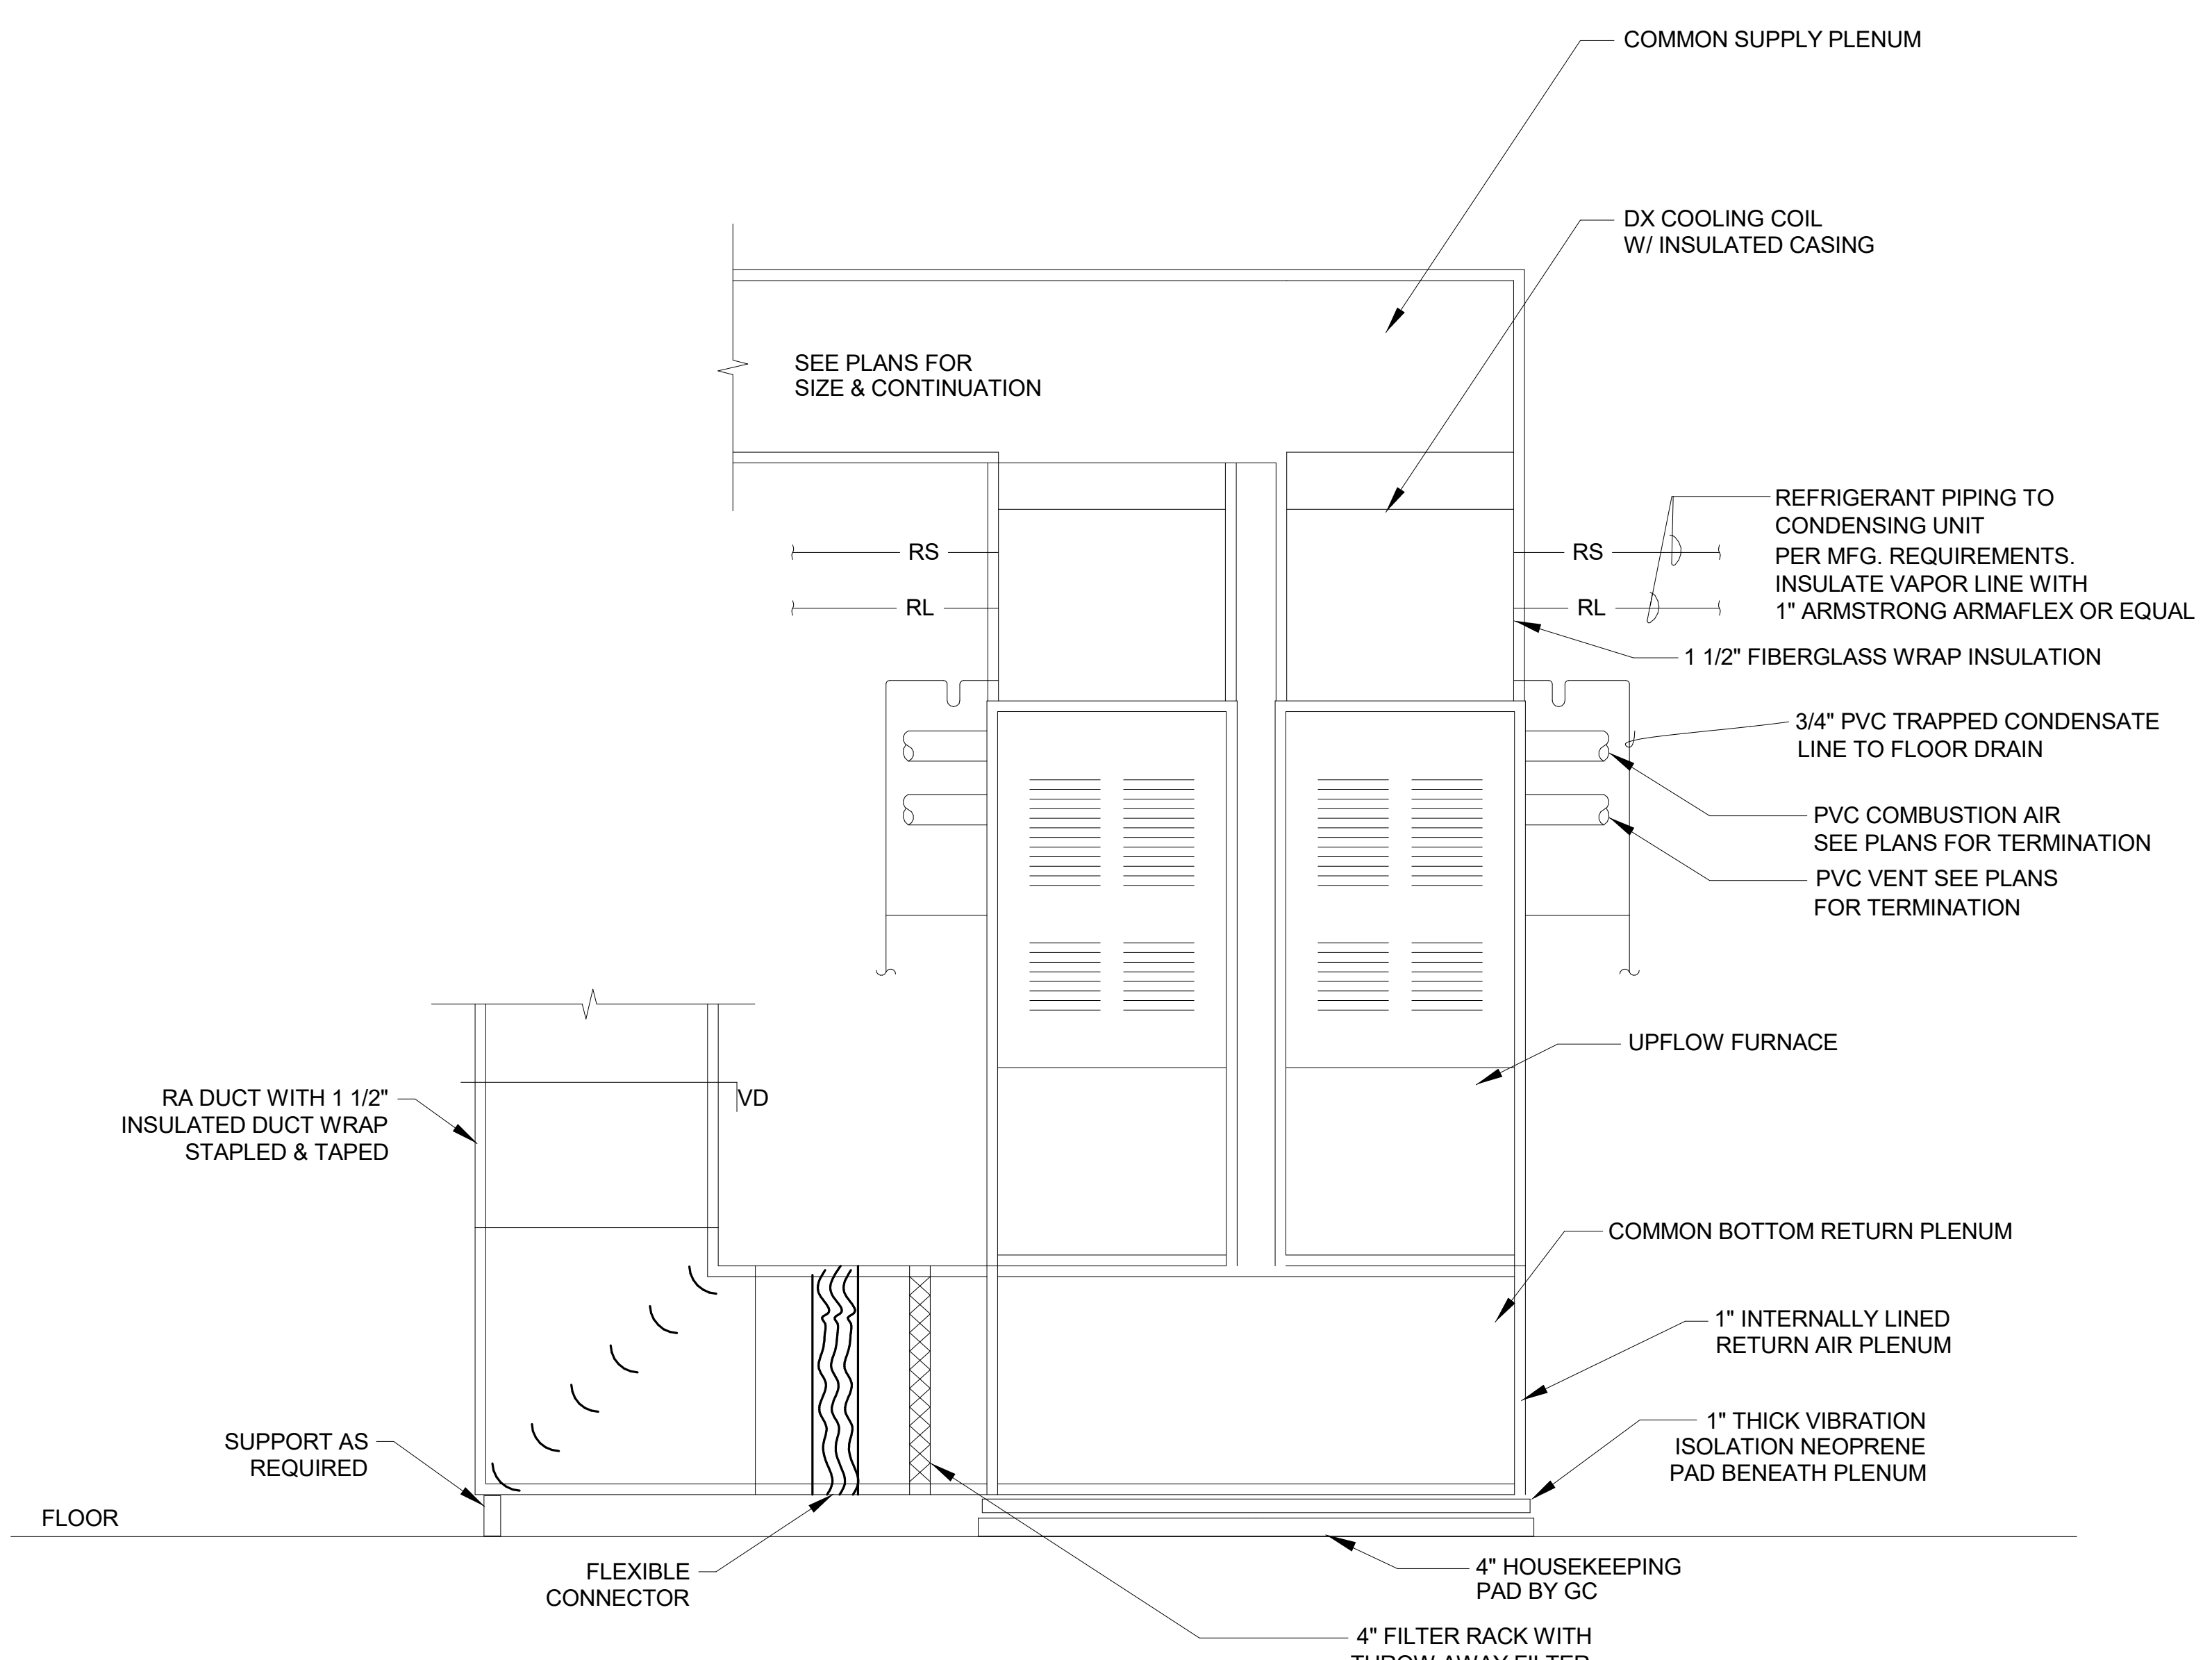 COMMON SUPPLY PLENUM
DX COOLING COIL
W/ INSULATED CASING
SEE PLANS FOR
SIZE & CONTINUATION
REFRIGERANT PIPING TO
CONDENSING UNIT
PER MFG. REQUIREMENTS.
INSULATE VAPOR LINE WITH
1" ARMSTRONG ARMAFLEX OR EQUAL
RS
RS
RL
RL
1 1/2" FIBERGLASS WRAP INSULATION
3/4" PVC TRAPPED CONDENSATE
LINE TO FLOOR DRAIN
PVC COMBUSTION AIR
SEE PLANS FOR TERMINATION
PVC VENT SEE PLANS
FOR TERMINATION
UPFLOW FURNACE
RA DUCT WITH 1 1/2"
INSULATED DUCT WRAP
STAPLED & TAPED
VD
COMMON BOTTOM RETURN PLENUM
1" INTERNALLY LINED
RETURN AIR PLENUM
1" THICK VIBRATION
ISOLATION NEOPRENE
PAD BENEATH PLENUM
SUPPORT AS
REQUIRED
FLOOR
FLEXIBLE
CONNECTOR
4" HOUSEKEEPING
PAD BY GC
4" FILTER RACK WITH
THROW AWAY FILTER